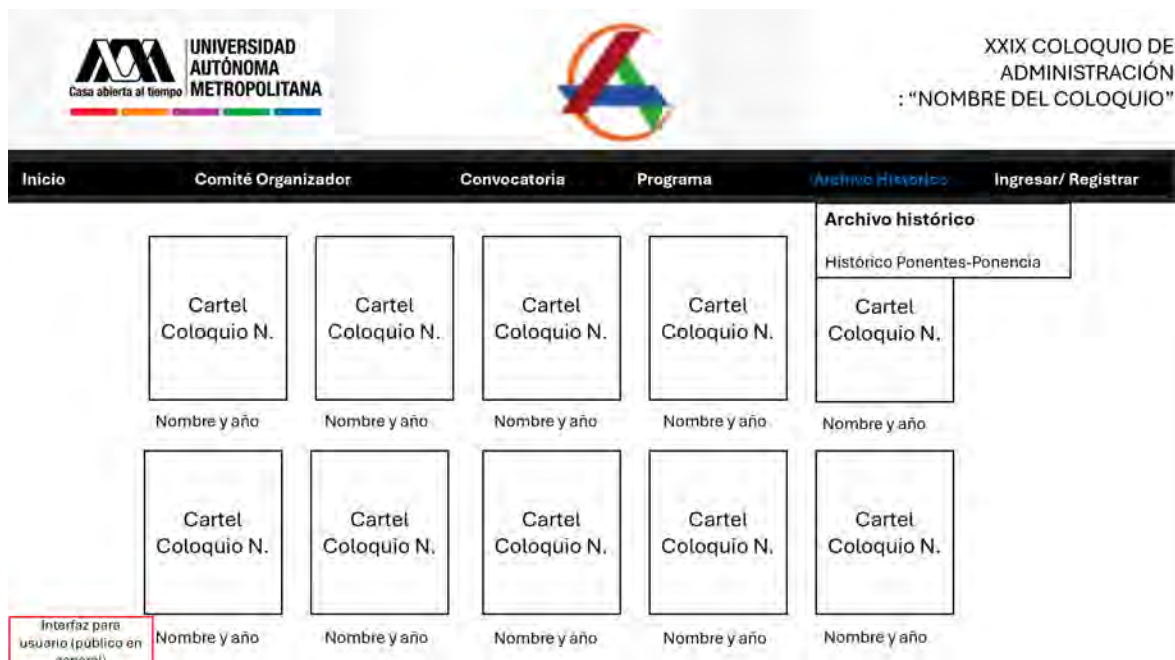 UNIVERSIDAD
AUTÓNOMA
METROPOLITANA
Casa abierta al tiempo
XXIX COLOQUIO DE
ADMINISTRACIÓN
: “NOMBRE DEL COLOQUIO”
Inicio Comité Organizador Convocatoria Programa Archivo Histórico Ingresar/ Registrar
Archivo histórico
Histórico Ponentes-Ponencia
Cartel
Coloquio N.
Cartel
Coloquio N.
Cartel
Coloquio N.
Cartel
Coloquio N.
Cartel
Coloquio N.
Nombre y año
Nombre y año
Nombre y año
Nombre y año
Nombre y año
Cartel
Coloquio N.
Cartel
Coloquio N.
Cartel
Coloquio N.
Cartel
Coloquio N.
Cartel
Coloquio N.
Nombre y año
Nombre y año
Nombre y año
Nombre y año
Nombre y año
Interfaz para
usuario (público en
general)